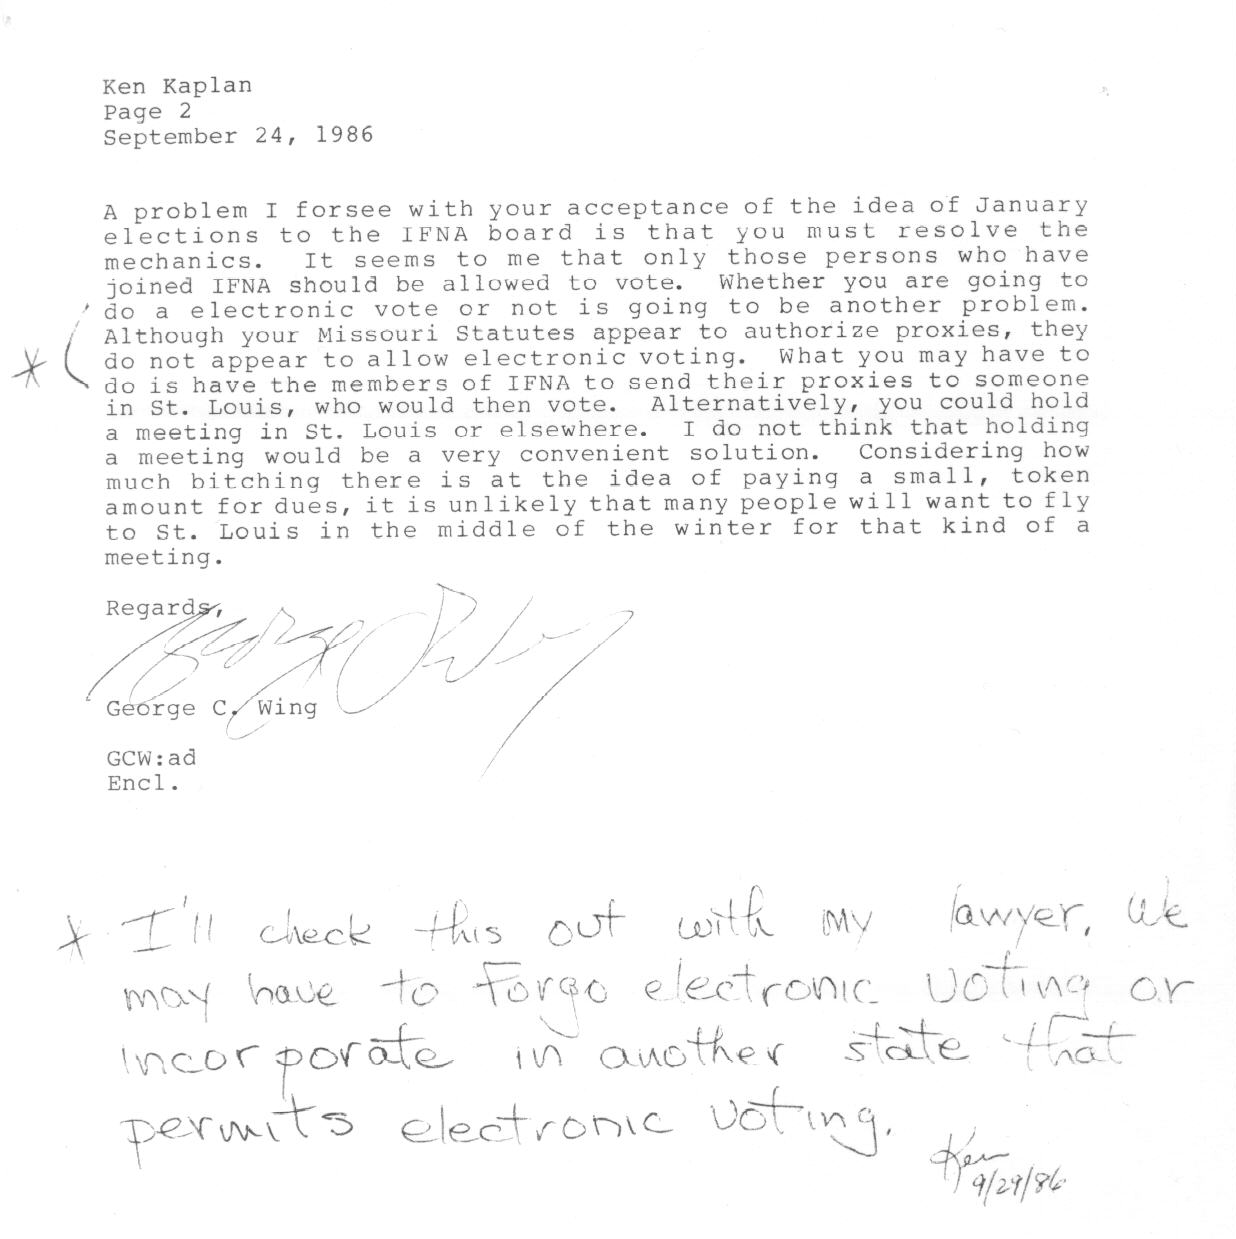 Ken Kaplan
Page 2
September 24, 1986
A problem I forsee with your acceptance of the idea of January
elections to the IFNA board is that you must resolve the
mechanics. It seems to me that only those persons who have
joined IFNA should be allowed to vote. Whether you are going to
do a electronic vote or not is going to be another problem.
Although your Missouri Statutes appear to authorize proxies, they
do not appear to allow electronic voting. What you may have to
do is have the members of IFNA to send their proxies to someone
in St. Louis, who would then vote. Alternatively, you could hold
a meeting in St. Louis or elsewhere. I do not think that holding
a meeting would be a very convenient solution. Considering how
much bitching there is at the idea of paying a small, token
amount for dues, it is unlikely that many people will want to fly
to St. Louis in the middle of the winter for that kind of a
meeting.
Regards,
George C. Wing
George C. Wing
GCW:ad
Encl.
* I'll check this out with my lawyer. We
may have to forgo electronic voting or
incorporate in another state that
permits electronic voting.
Ken
9/29/86